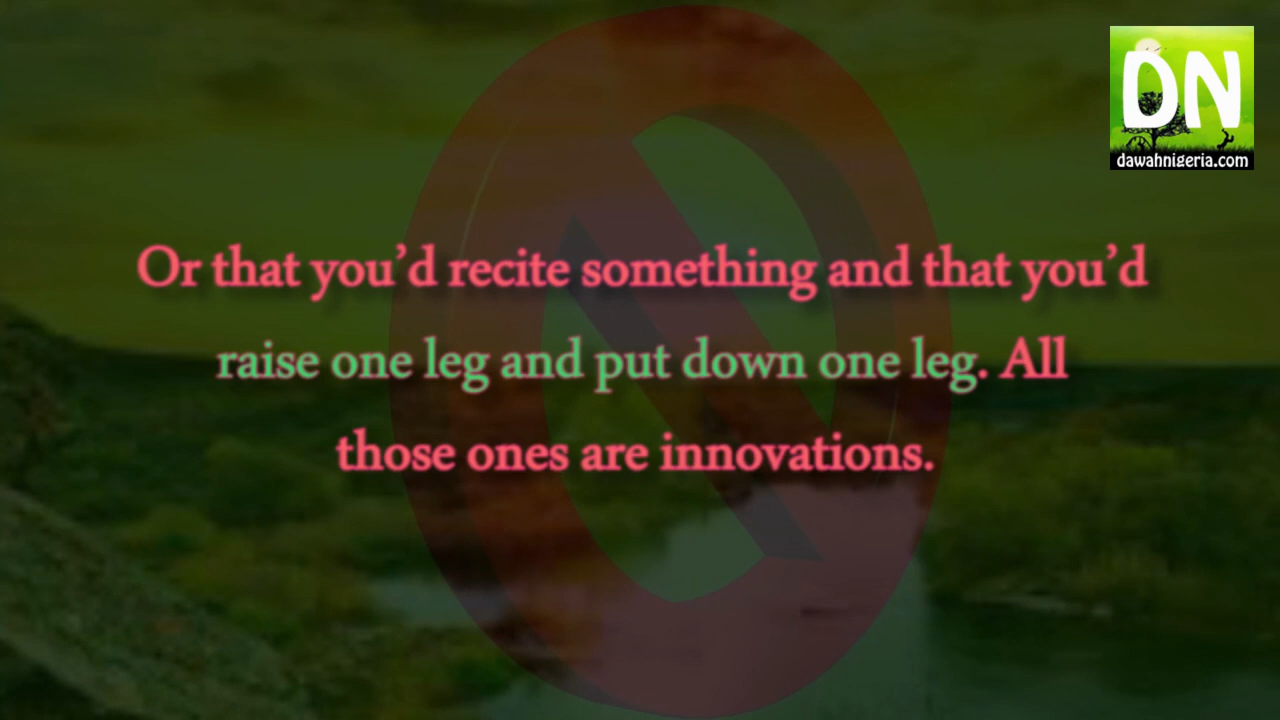 DN
dawahnigeria.com
Or that you’d recite something and that you’d
raise one leg and put down one leg. All
those ones are innovations.